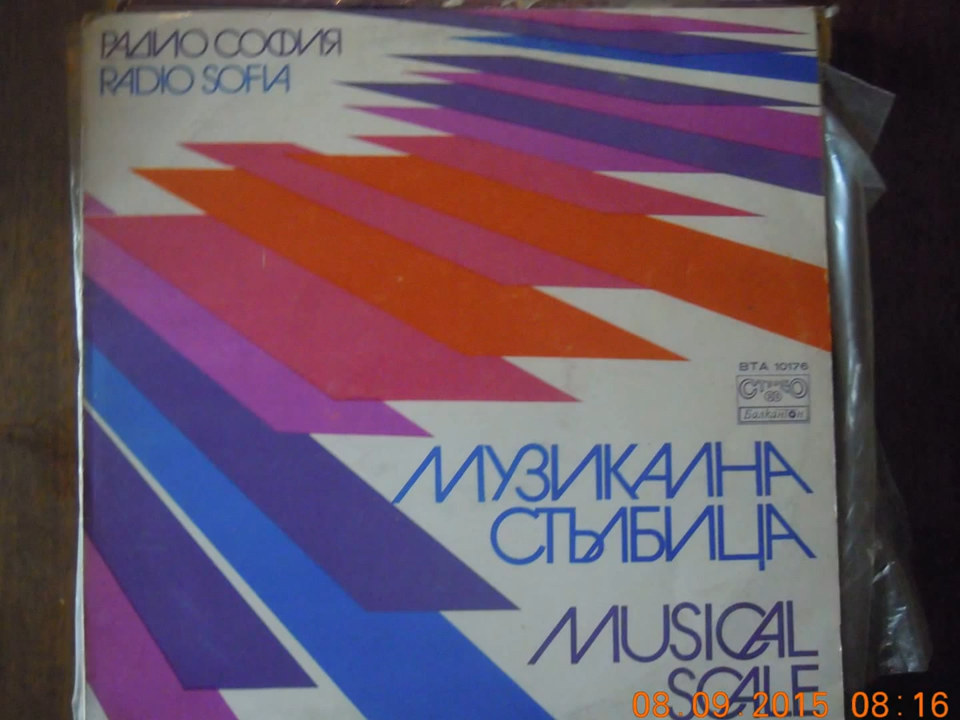 РАДИО СОФИЯ
RADIO SOFIA
ВТА 10176
СТЕРЕО
Балкантон
МУЗИКАЛНА
СТЪЛБИЦА
MUSICAL
SCALE
08.09.2015 08:16